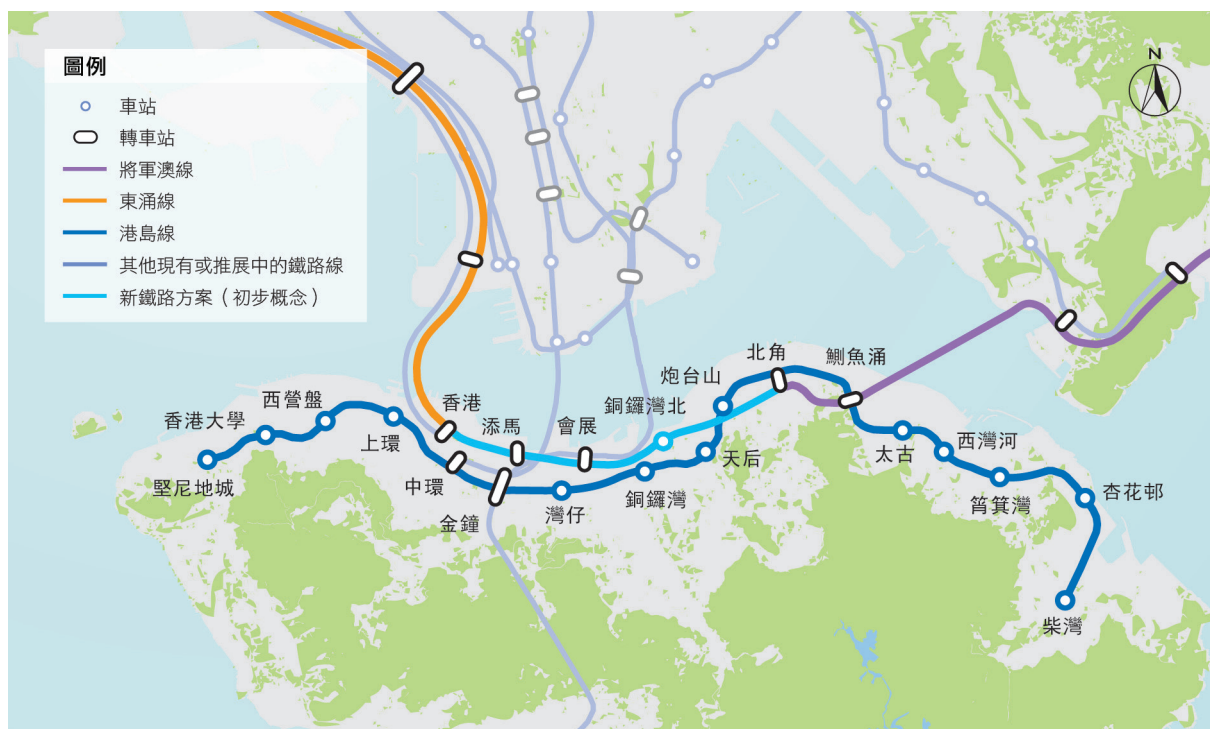 圖例
車站
轉車站
將軍澳線
東涌線
港島線
其他現有或推展中的鐵路線
新鐵路方案（初步概念）
N
北角
鰂魚涌
炮台山
銅鑼灣北
香港
添馬
會展
西營盤
香港大學
上環
堅尼地城
中環
金鐘
灣仔
銅鑼灣
天后
太古
西灣河
筲箕灣
杏花邨
柴灣